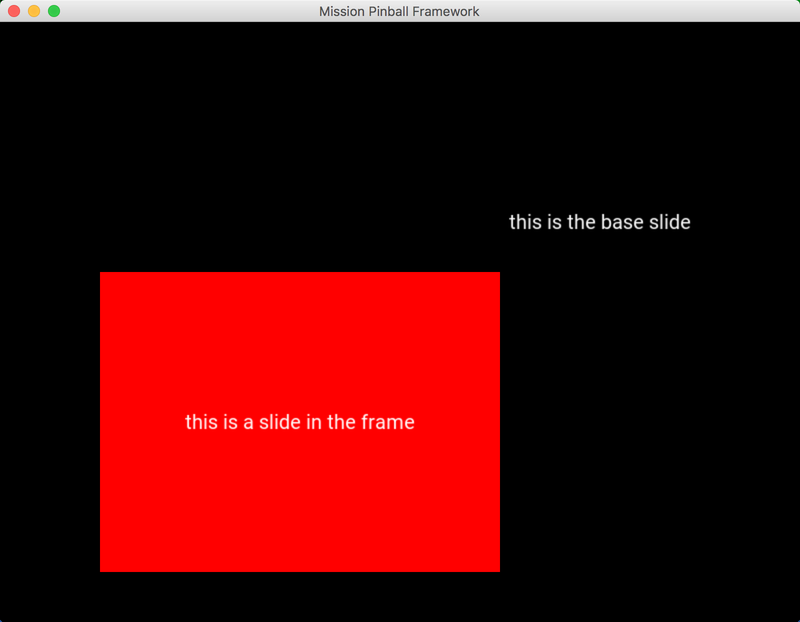 Mission Pinball Framework
this is the base slide
this is a slide in the frame